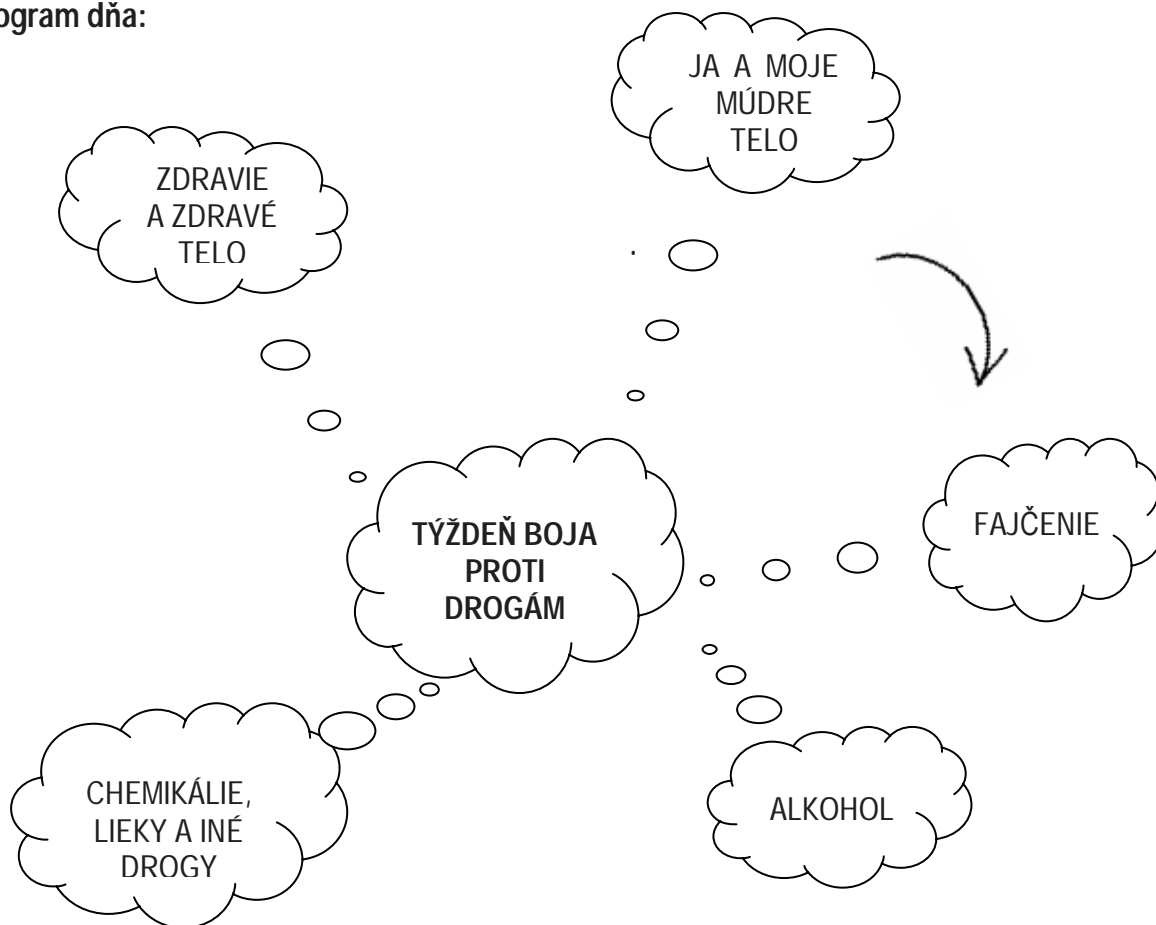 ogram dňa:
JA A MOJE
MÚDRE
TELO
ZDRAVIE
A ZDRAVÉ
TELO
FAJČENIE
TÝŽDEŇ BOJA
PROTI
DROGÁM
ALKOHOL
CHEMIKÁLIE,
LIEKY A INÉ
DROGY